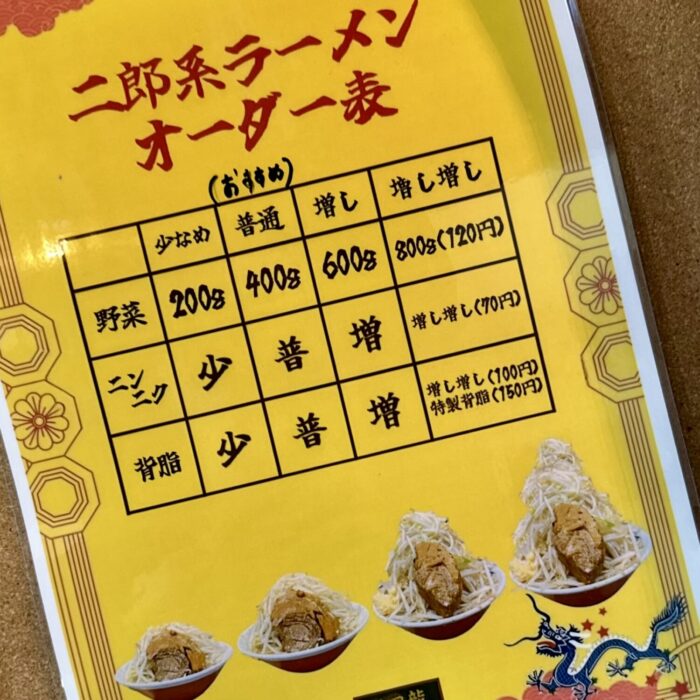 二郎系ラーメン
オーダー表
(おすすめ)
少なめ 普通 増し 増し増し
野菜 200g 400g 600g 800g(120円)
ニンニク 少 普 増 増し増し(70円)
背脂 少 普 増 増し増し(100円)
特製背脂(150円)
龍